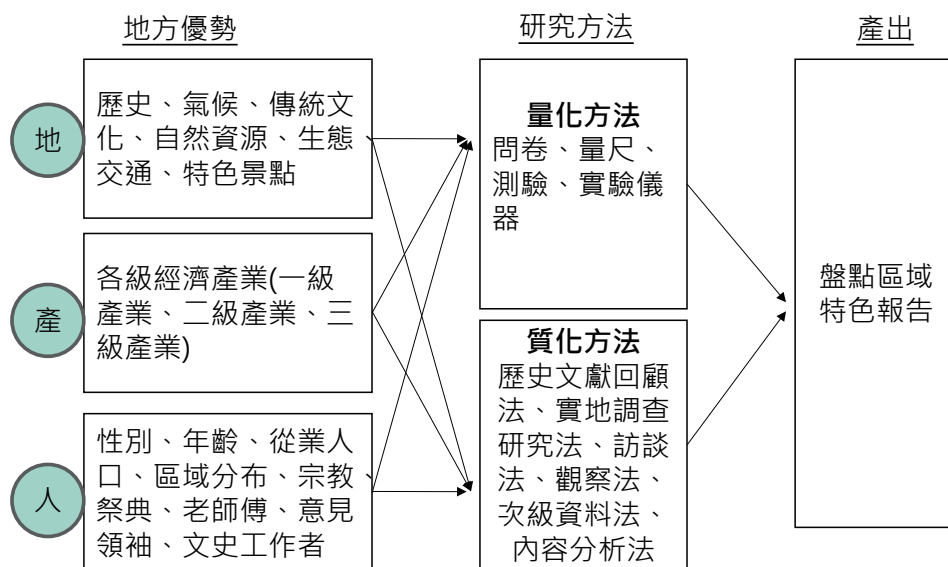 地方優勢
研究方法
產出
地
歷史、氣候、傳統文
化、自然資源、生態、
交通、特色景點
產
各級經濟產業(一級
產業、二級產業、三
級產業)
人
性別、年齡、從業人
口、區域分布、宗教、
祭典、老師傅、意見
領袖、文史工作者
量化方法
問卷、量尺、
測驗、實驗儀
器
質化方法
歷史文獻回顧
法、實地調查
研究法、訪談
法、觀察法、
次級資料法、
內容分析法
盤點區域
特色報告